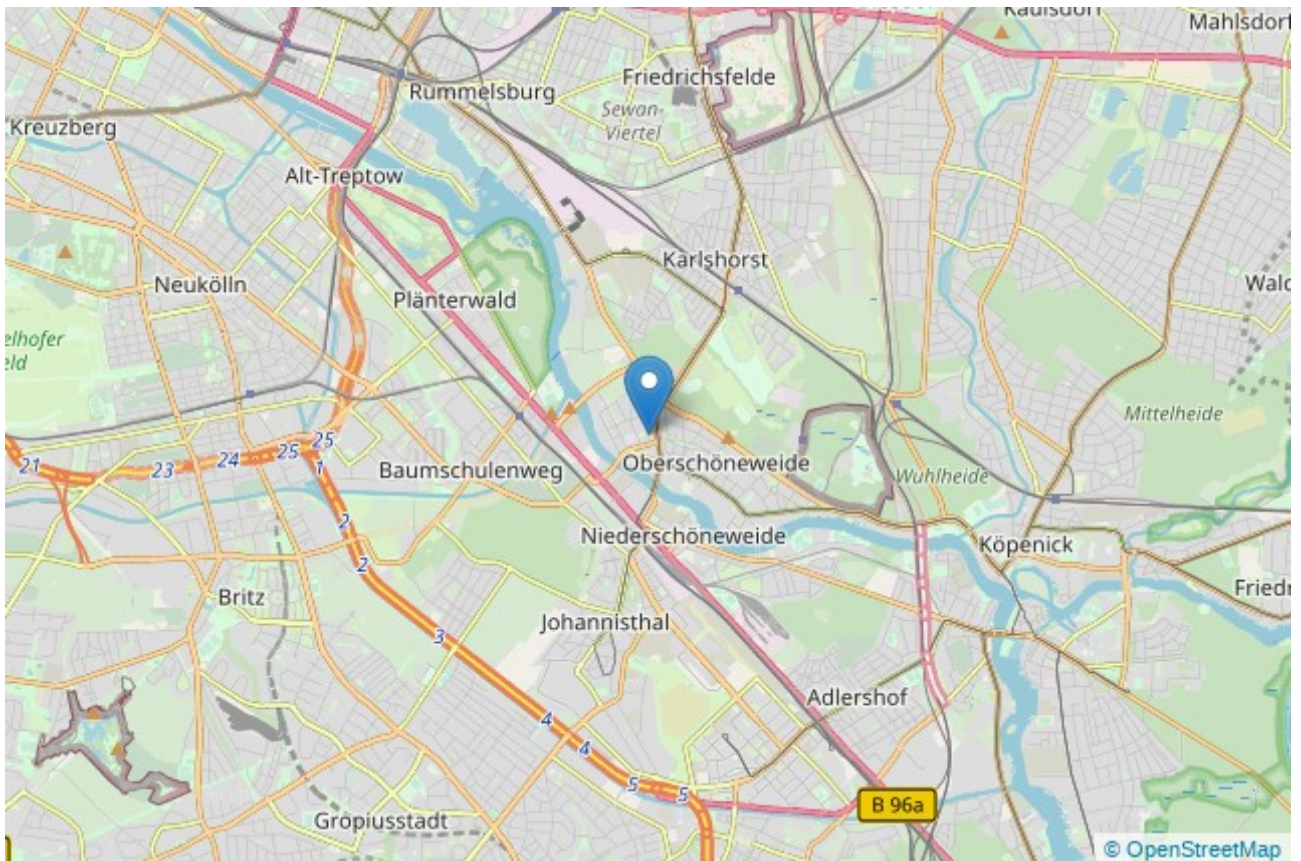 Kaulsdorf
Mahlsdorf
Friedrichsfelde
Rummelsburg
Sewan-
Viertel
Kreuzberg
Alt-Treptow
Karlshorst
Neukölln
Plänterwald
Wald
elhofer
eld
Mittelheide
25
21
23
24
25
1
Baumschulenweg
Oberschöneweide
Wuhlheide
2
Niederschöneweide
Köpenick
2
Friedr
Britz
3
Johannisthal
Adlershof
4
4
5
5
B 96a
Gropiusstadt
© OpenStreetMap